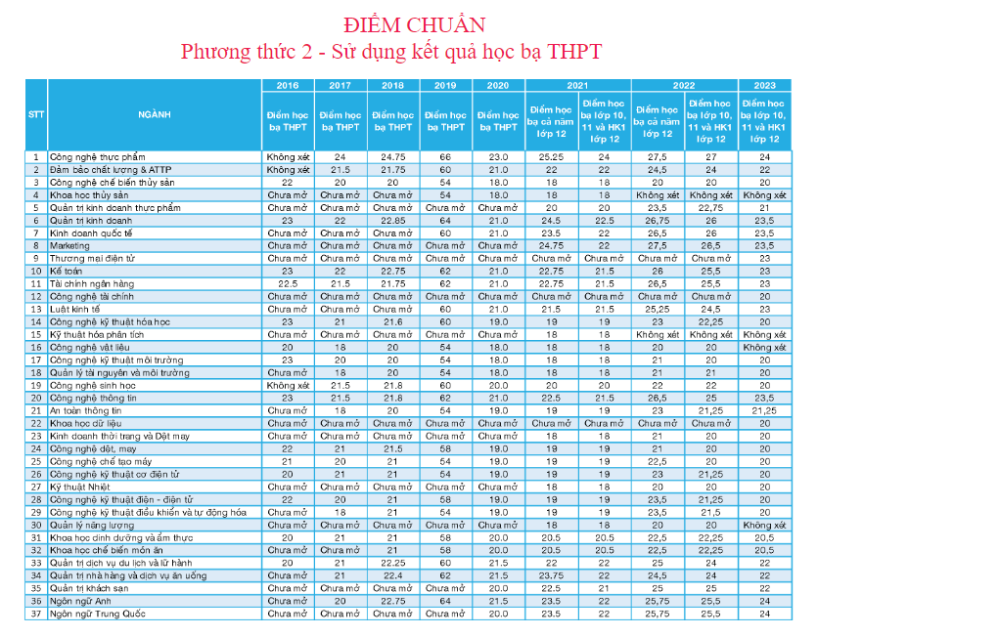 ĐIỂM CHUẨN
Phương thức 2 - Sử dụng kết quả học bạ THPT
STT NGÀNH 2016 2017 2018 2019 2020 2021 2022 2023
Điểm học bạ THPT Điểm học bạ THPT Điểm học bạ THPT Điểm học bạ THPT Điểm học bạ THPT Điểm học bạ cả năm lớp 12 Điểm học bạ lớp 10, 11 và HK1 lớp 12 Điểm học bạ cả năm lớp 12 Điểm học bạ lớp 10, 11 và HK1 lớp 12 Điểm học bạ lớp 10, 11 và HK1 lớp 12
1 Công nghệ thực phẩm Không xét 24 24.75 66 23.0 25.25 24 27,5 27 24
2 Đảm bảo chất lượng & ATTP Không xét 21.5 21.75 60 21.0 22 22 24,5 24 22
3 Công nghệ chế biến thủy sản 22 20 20 54 18.0 18 18 20 20 20
4 Khoa học thủy sản Chưa mở Chưa mở Chưa mở 54 18.0 18 18 Không xét Không xét Không xét
5 Quản trị kinh doanh thực phẩm Chưa mở Chưa mở Chưa mở Chưa mở Chưa mở 20 20 23,5 22,75 21
6 Quản trị kinh doanh 23 22 22.85 64 21.0 24.5 22.5 26,75 26 23,5
7 Kinh doanh quốc tế Chưa mở Chưa mở Chưa mở 60 21.0 23.5 22 26,5 26 23,5
8 Marketing Chưa mở Chưa mở Chưa mở Chưa mở Chưa mở 24.75 22 27,5 26,5 23,5
9 Thương mại điện tử Chưa mở Chưa mở Chưa mở Chưa mở Chưa mở Chưa mở Chưa mở Chưa mở Chưa mở 23
10 Kế toán 23 22 22.75 62 21.0 22.75 21.5 26 25,5 23
11 Tài chính ngân hàng 22.5 21.5 21.75 62 21.0 22.75 21.5 26,5 25,5 23
12 Công nghệ tài chính Chưa mở Chưa mở Chưa mở Chưa mở Chưa mở Chưa mở Chưa mở Chưa mở Chưa mở 20
13 Luật kinh tế Chưa mở Chưa mở Chưa mở 60 21.0 21.5 21.5 25,25 24,5 23
14 Công nghệ kỹ thuật hóa học 23 21 21.6 60 19.0 19 19 23 22,25 20
15 Kỹ thuật hóa phân tích Chưa mở Chưa mở Chưa mở Chưa mở Chưa mở 18 18 Không xét Không xét Không xét
16 Công nghệ vật liệu 20 18 20 54 18.0 18 18 20 20 Không xét
17 Công nghệ kỹ thuật môi trường 23 20 20 54 18.0 18 18 21 20 20
18 Quản lý tài nguyên và môi trường Chưa mở 18 20 54 18.0 18 18 21 21 20
19 Công nghệ sinh học Không xét 21.5 21.8 60 20.0 20 20 22 22 20
20 Công nghệ thông tin 23 21.5 21.8 62 21.0 22.5 21.5 26,5 25 23,5
21 An toàn thông tin Chưa mở 18 20 54 19.0 19 19 23 21,25 21,25
22 Khoa học dữ liệu Chưa mở Chưa mở Chưa mở Chưa mở Chưa mở Chưa mở Chưa mở Chưa mở Chưa mở 20
23 Kinh doanh thời trang và Dệt may Chưa mở Chưa mở Chưa mở Chưa mở Chưa mở 18 18 21 20 20
24 Công nghệ dệt, may 22 21 21.5 58 19.0 19 19 21 20 20
25 Công nghệ chế tạo máy 21 20 21 54 19.0 19 19 22,5 20 20
26 Công nghệ kỹ thuật cơ điện tử 20 21 21 54 19.0 19 19 23 21,25 20
27 Kỹ thuật Nhiệt Chưa mở Chưa mở Chưa mở Chưa mở Chưa mở 18 18 20 20 20
28 Công nghệ kỹ thuật điện - điện tử 22 20 21 58 19.0 19 19 23,5 21,25 20
29 Công nghệ kỹ thuật điều khiển và tự động hóa Chưa mở 18 21 54 19.0 19 19 23,5 21,5 20
30 Quản lý năng lượng Chưa mở Chưa mở Chưa mở Chưa mở Chưa mở 18 18 20 20 Không xét
31 Khoa học dinh dưỡng và ẩm thực 20 21 21 58 20.0 20.5 20.5 22,5 22,25 20,5
32 Khoa học chế biến món ăn Chưa mở Chưa mở 21 58 20.0 20.5 20.5 22,5 22,25 20,5
33 Quản trị dịch vụ du lịch và lữ hành 20 21 22.25 60 21.5 22 22 25 24 22
34 Quản trị nhà hàng và dịch vụ ăn uống Chưa mở 21 22.4 62 21.5 23.75 22 24,5 24 22
35 Quản trị khách sạn Chưa mở Chưa mở Chưa mở Chưa mở 20.0 22.5 21 25 25 22
36 Ngôn ngữ Anh Chưa mở 20 22.75 64 21.5 23.5 22 25,75 25,5 24
37 Ngôn ngữ Trung Quốc Chưa mở Chưa mở Chưa mở Chưa mở 20.0 23.5 22 25,75 25,5 24